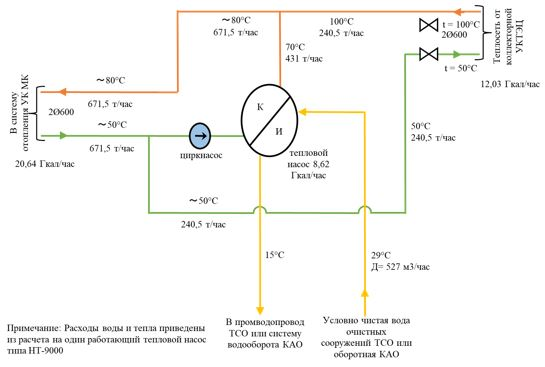 ~80°С
671,5 т/час
100°С
240,5 т/час
t = 100°С
2Ø600
Теплосеть от
коллекторной
УКТЭЦ
70°С
431 т/час
t = 50°С
12,03 Гкал/час
~80°С
671,5 т/час
В систему
отопления УК МК
2Ø600
~50°С
671,5 т/час
20,64 Гкал/час
циркнасос
К
И
тепловой
насос 8,62
Гкал/час
50°С
240,5 т/час
~50°С
240,5 т/час
15°С
29°С
Д= 527 м3/час
В промводопровод
ТСО или систему
водооборота КАО
Условно чистая вода
очистных
сооружений ТСО или
оборотная КАО
Примечание: Расходы воды и тепла приведены
из расчета на один работающий тепловой насос
типа НТ-9000